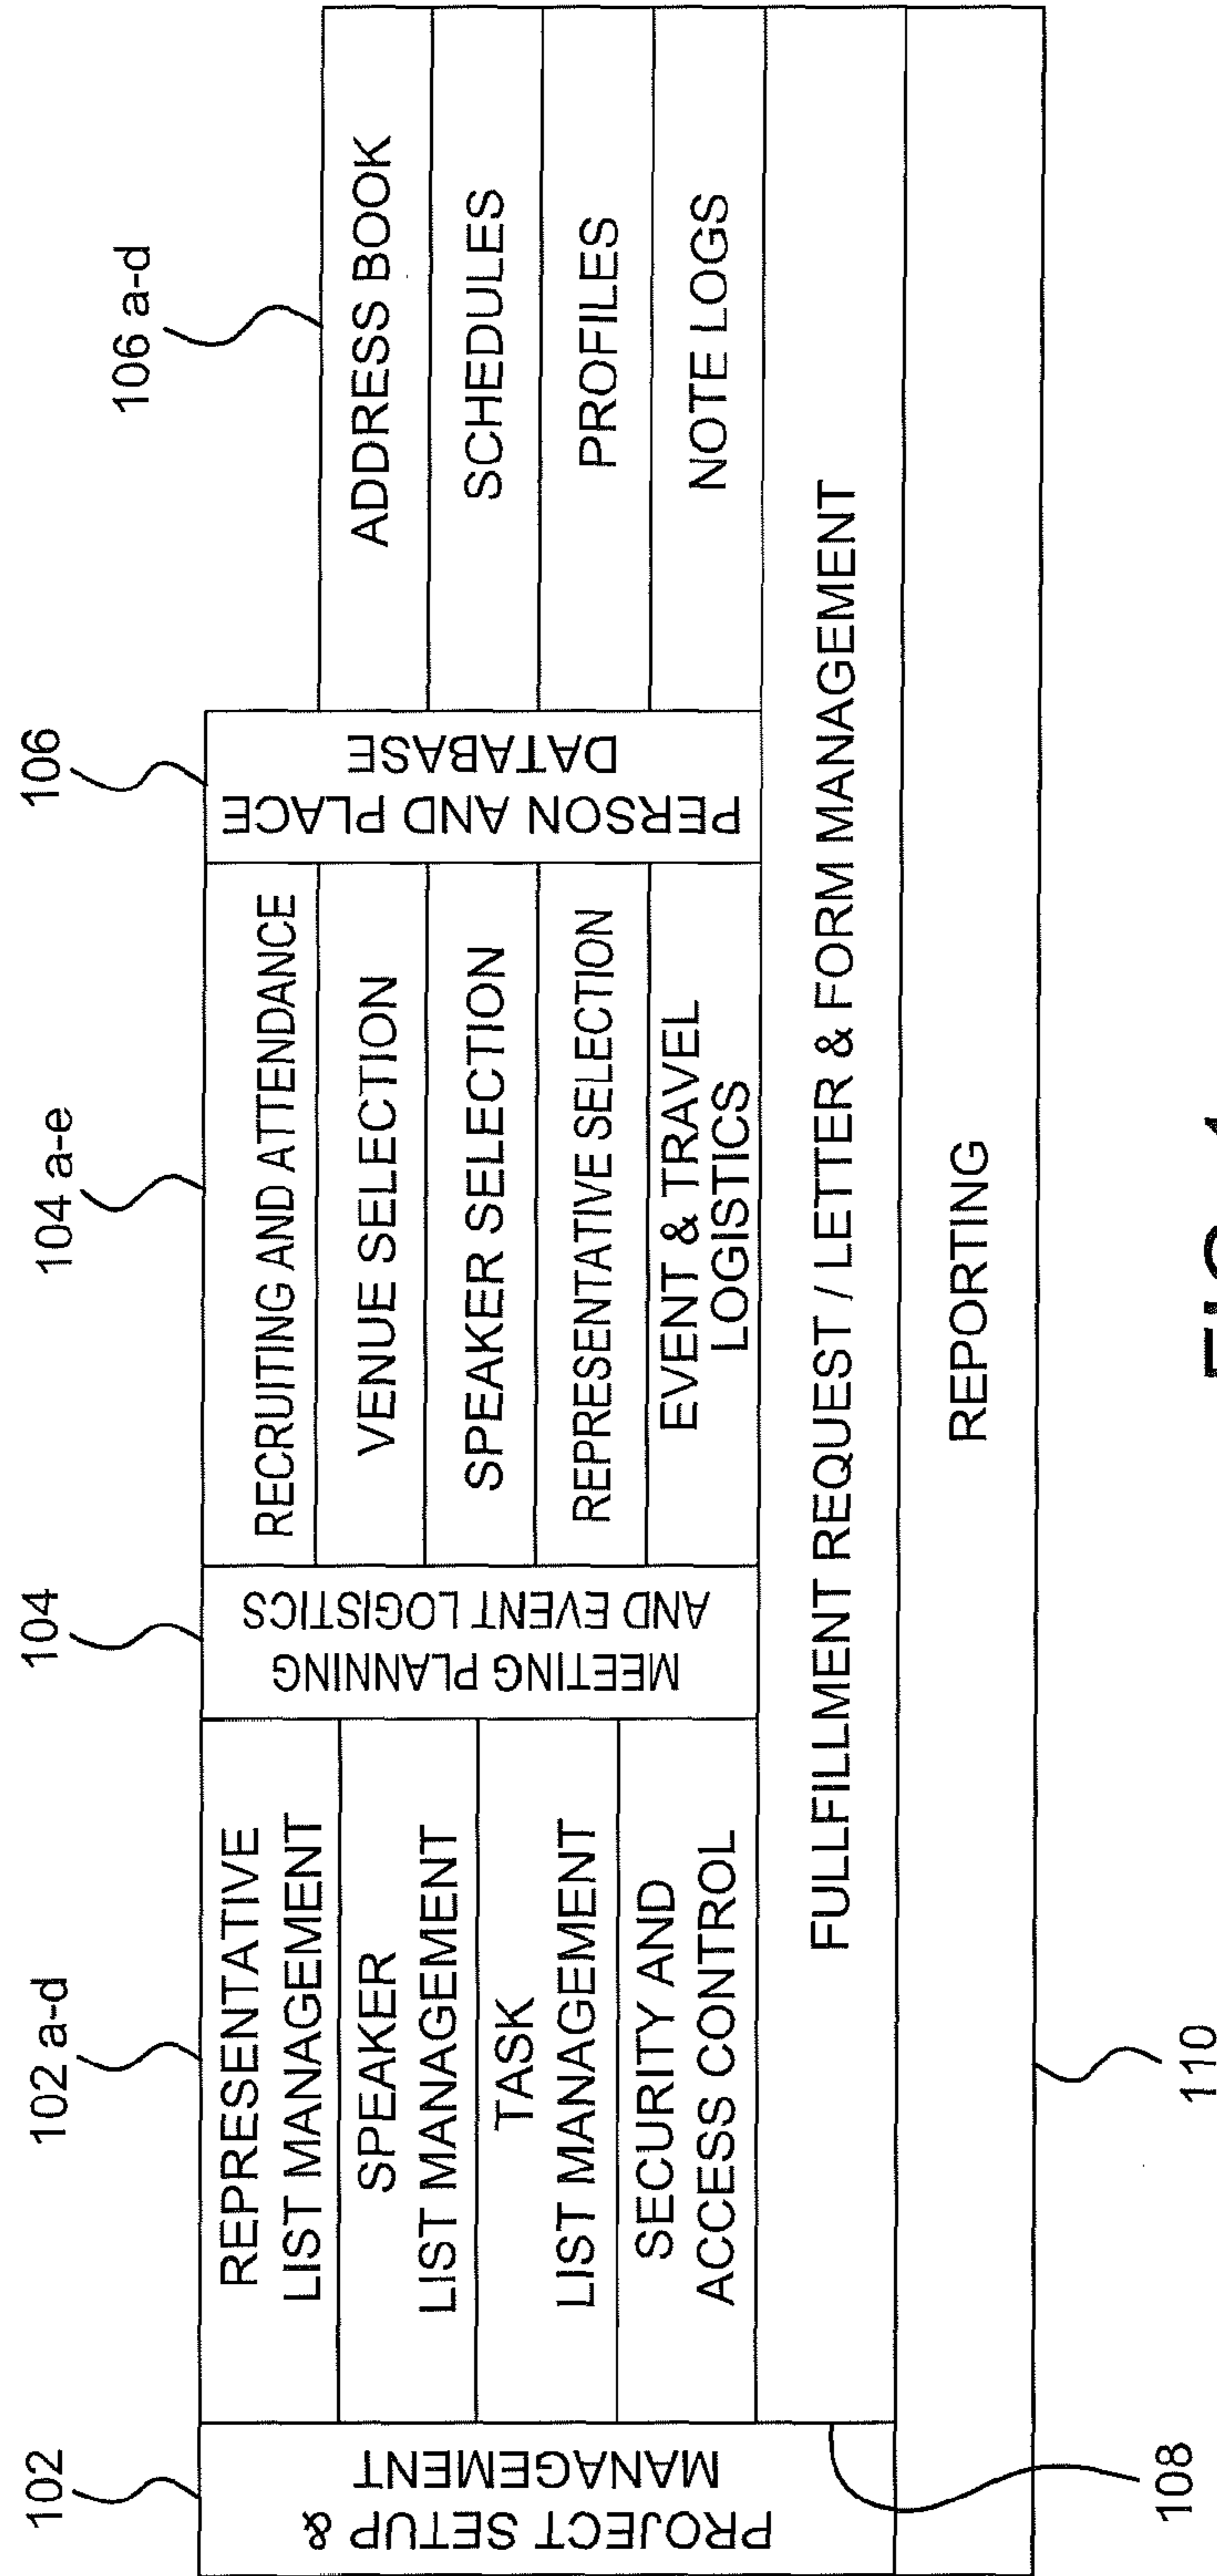 102
102 a-d
104
104 a-e
106
106 a-d
PROJECT SETUP &
MANAGEMENT
REPRESENTATIVE
LIST MANAGEMENT
SPEAKER
LIST MANAGEMENT
TASK
LIST MANAGEMENT
SECURITY AND
ACCESS CONTROL
MEETING PLANNING
AND EVENT LOGISTICS
RECRUITING AND ATTENDANCE
VENUE SELECTION
SPEAKER SELECTION
REPRESENTATIVE SELECTION
EVENT & TRAVEL
LOGISTICS
PERSON AND PLACE
DATABASE
ADDRESS BOOK
SCHEDULES
PROFILES
NOTE LOGS
FULLFILLMENT REQUEST / LETTER & FORM MANAGEMENT
REPORTING
108
110